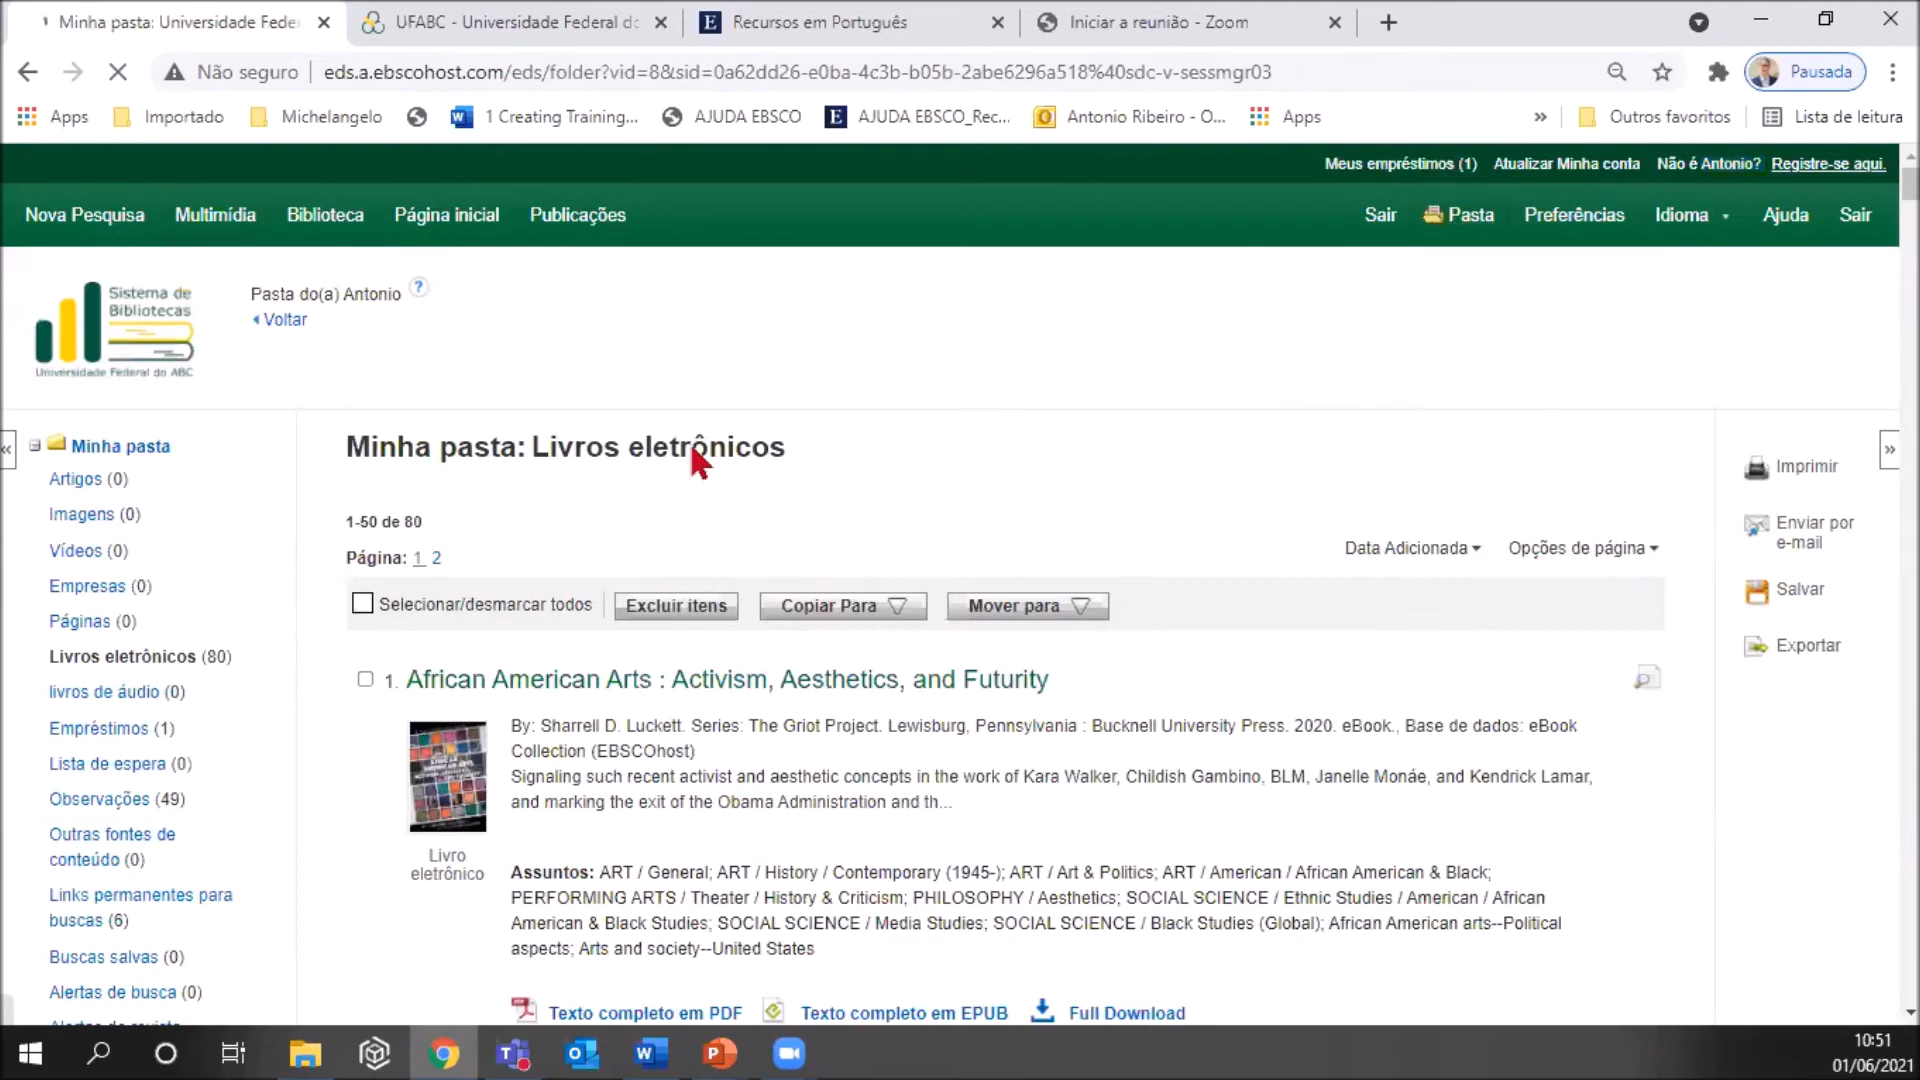 Minha pasta: Universidade Feder
UFABC - Universidade Federal do
E Recursos em Português
Iniciar a reunião - Zoom
Não seguro
eds.a.ebscohost.com/eds/folder?vid=8&sid=0a62dd26-e0ba-4c3b-b05b-2abe6296a518%40sdc-v-sessmgr03
Pausada
Apps
Importado
Michelangelo
1 Creating Training...
AJUDA EBSCO
E AJUDA EBSCO_Rec...
Antonio Ribeiro - O...
Apps
»
Outros favoritos
Lista de leitura
Meus empréstimos (1) Atualizar Minha conta Não é Antonio? Registre-se aqui.
Nova Pesquisa Multimídia Biblioteca Página inicial Publicações
Sair Pasta Preferências Idioma Ajuda Sair
Sistema de
Bibliotecas
Universidade Federal do ABC
Pasta do(a) Antonio ?
Voltar
«
Minha pasta
Artigos (0)
Imagens (0)
Vídeos (0)
Empresas (0)
Páginas (0)
Livros eletrônicos (80)
livros de áudio (0)
Empréstimos (1)
Lista de espera (0)
Observações (49)
Outras fontes de
conteúdo (0)
Links permanentes para
buscas (6)
Buscas salvas (0)
Alertas de busca (0)
Minha pasta: Livros eletrônicos
1-50 de 80
Página: 1 2
Data Adicionada Opções de página
Selecionar/desmarcar todos Excluir itens Copiar Para Mover para
1. African American Arts : Activism, Aesthetics, and Futurity
Livro
eletrônico
By: Sharrell D. Luckett. Series: The Griot Project. Lewisburg, Pennsylvania : Bucknell University Press. 2020. eBook., Base de dados: eBook
Collection (EBSCOhost)
Signaling such recent activist and aesthetic concepts in the work of Kara Walker, Childish Gambino, BLM, Janelle Monáe, and Kendrick Lamar,
and marking the exit of the Obama Administration and th...
Assuntos: ART / General; ART / History / Contemporary (1945-); ART / Art & Politics; ART / American / African American & Black;
PERFORMING ARTS / Theater / History & Criticism; PHILOSOPHY / Aesthetics; SOCIAL SCIENCE / Ethnic Studies / American / African
American & Black Studies; SOCIAL SCIENCE / Media Studies; SOCIAL SCIENCE / Black Studies (Global); African American arts--Political
aspects; Arts and society--United States
Texto completo em PDF Texto completo em EPUB Full Download
»
Imprimir
Enviar por
e-mail
Salvar
Exportar
10:51
01/06/2021